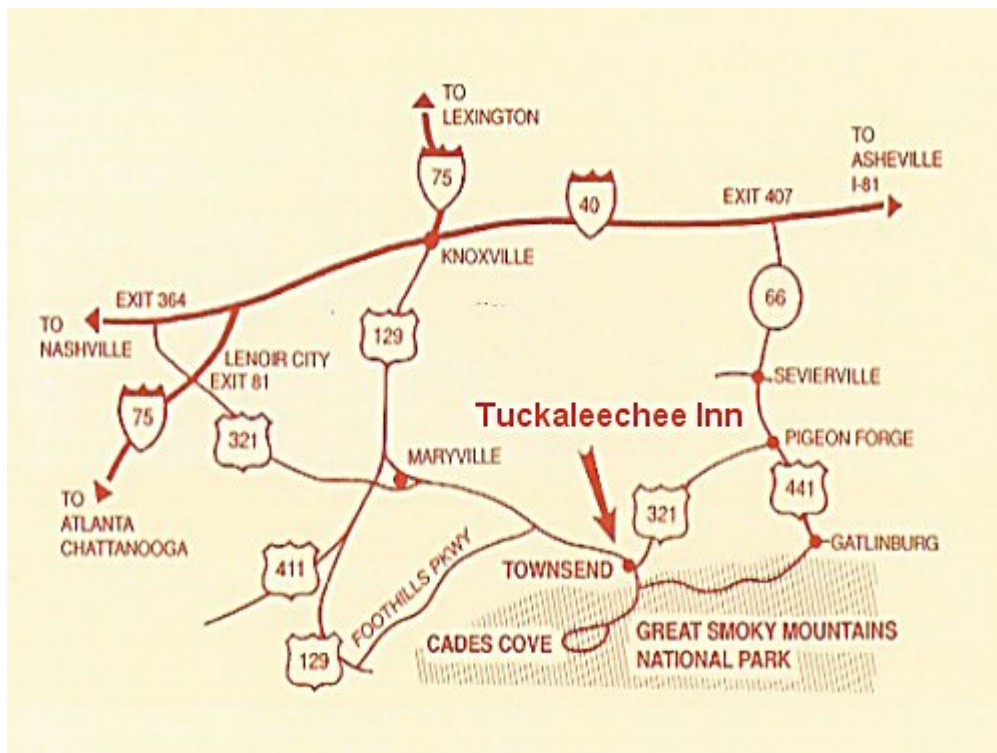 TO
LEXINGTON
TO
ASHEVILLE
I-81
75
40
EXIT 407
KNOXVILLE
EXIT 364
66
TO
NASHVILLE
129
LENOIR CITY
EXIT 81
SEVIERVILLE
75
Tuckaleechee Inn
321
PIGEON FORGE
MARYVILLE
TO
ATLANTA
CHATTANOOGA
441
321
GATLINBURG
411
TOWNSEND
FOOTHILLS PKWY
129
CADES COVE
GREAT SMOKY MOUNTAINS
NATIONAL PARK